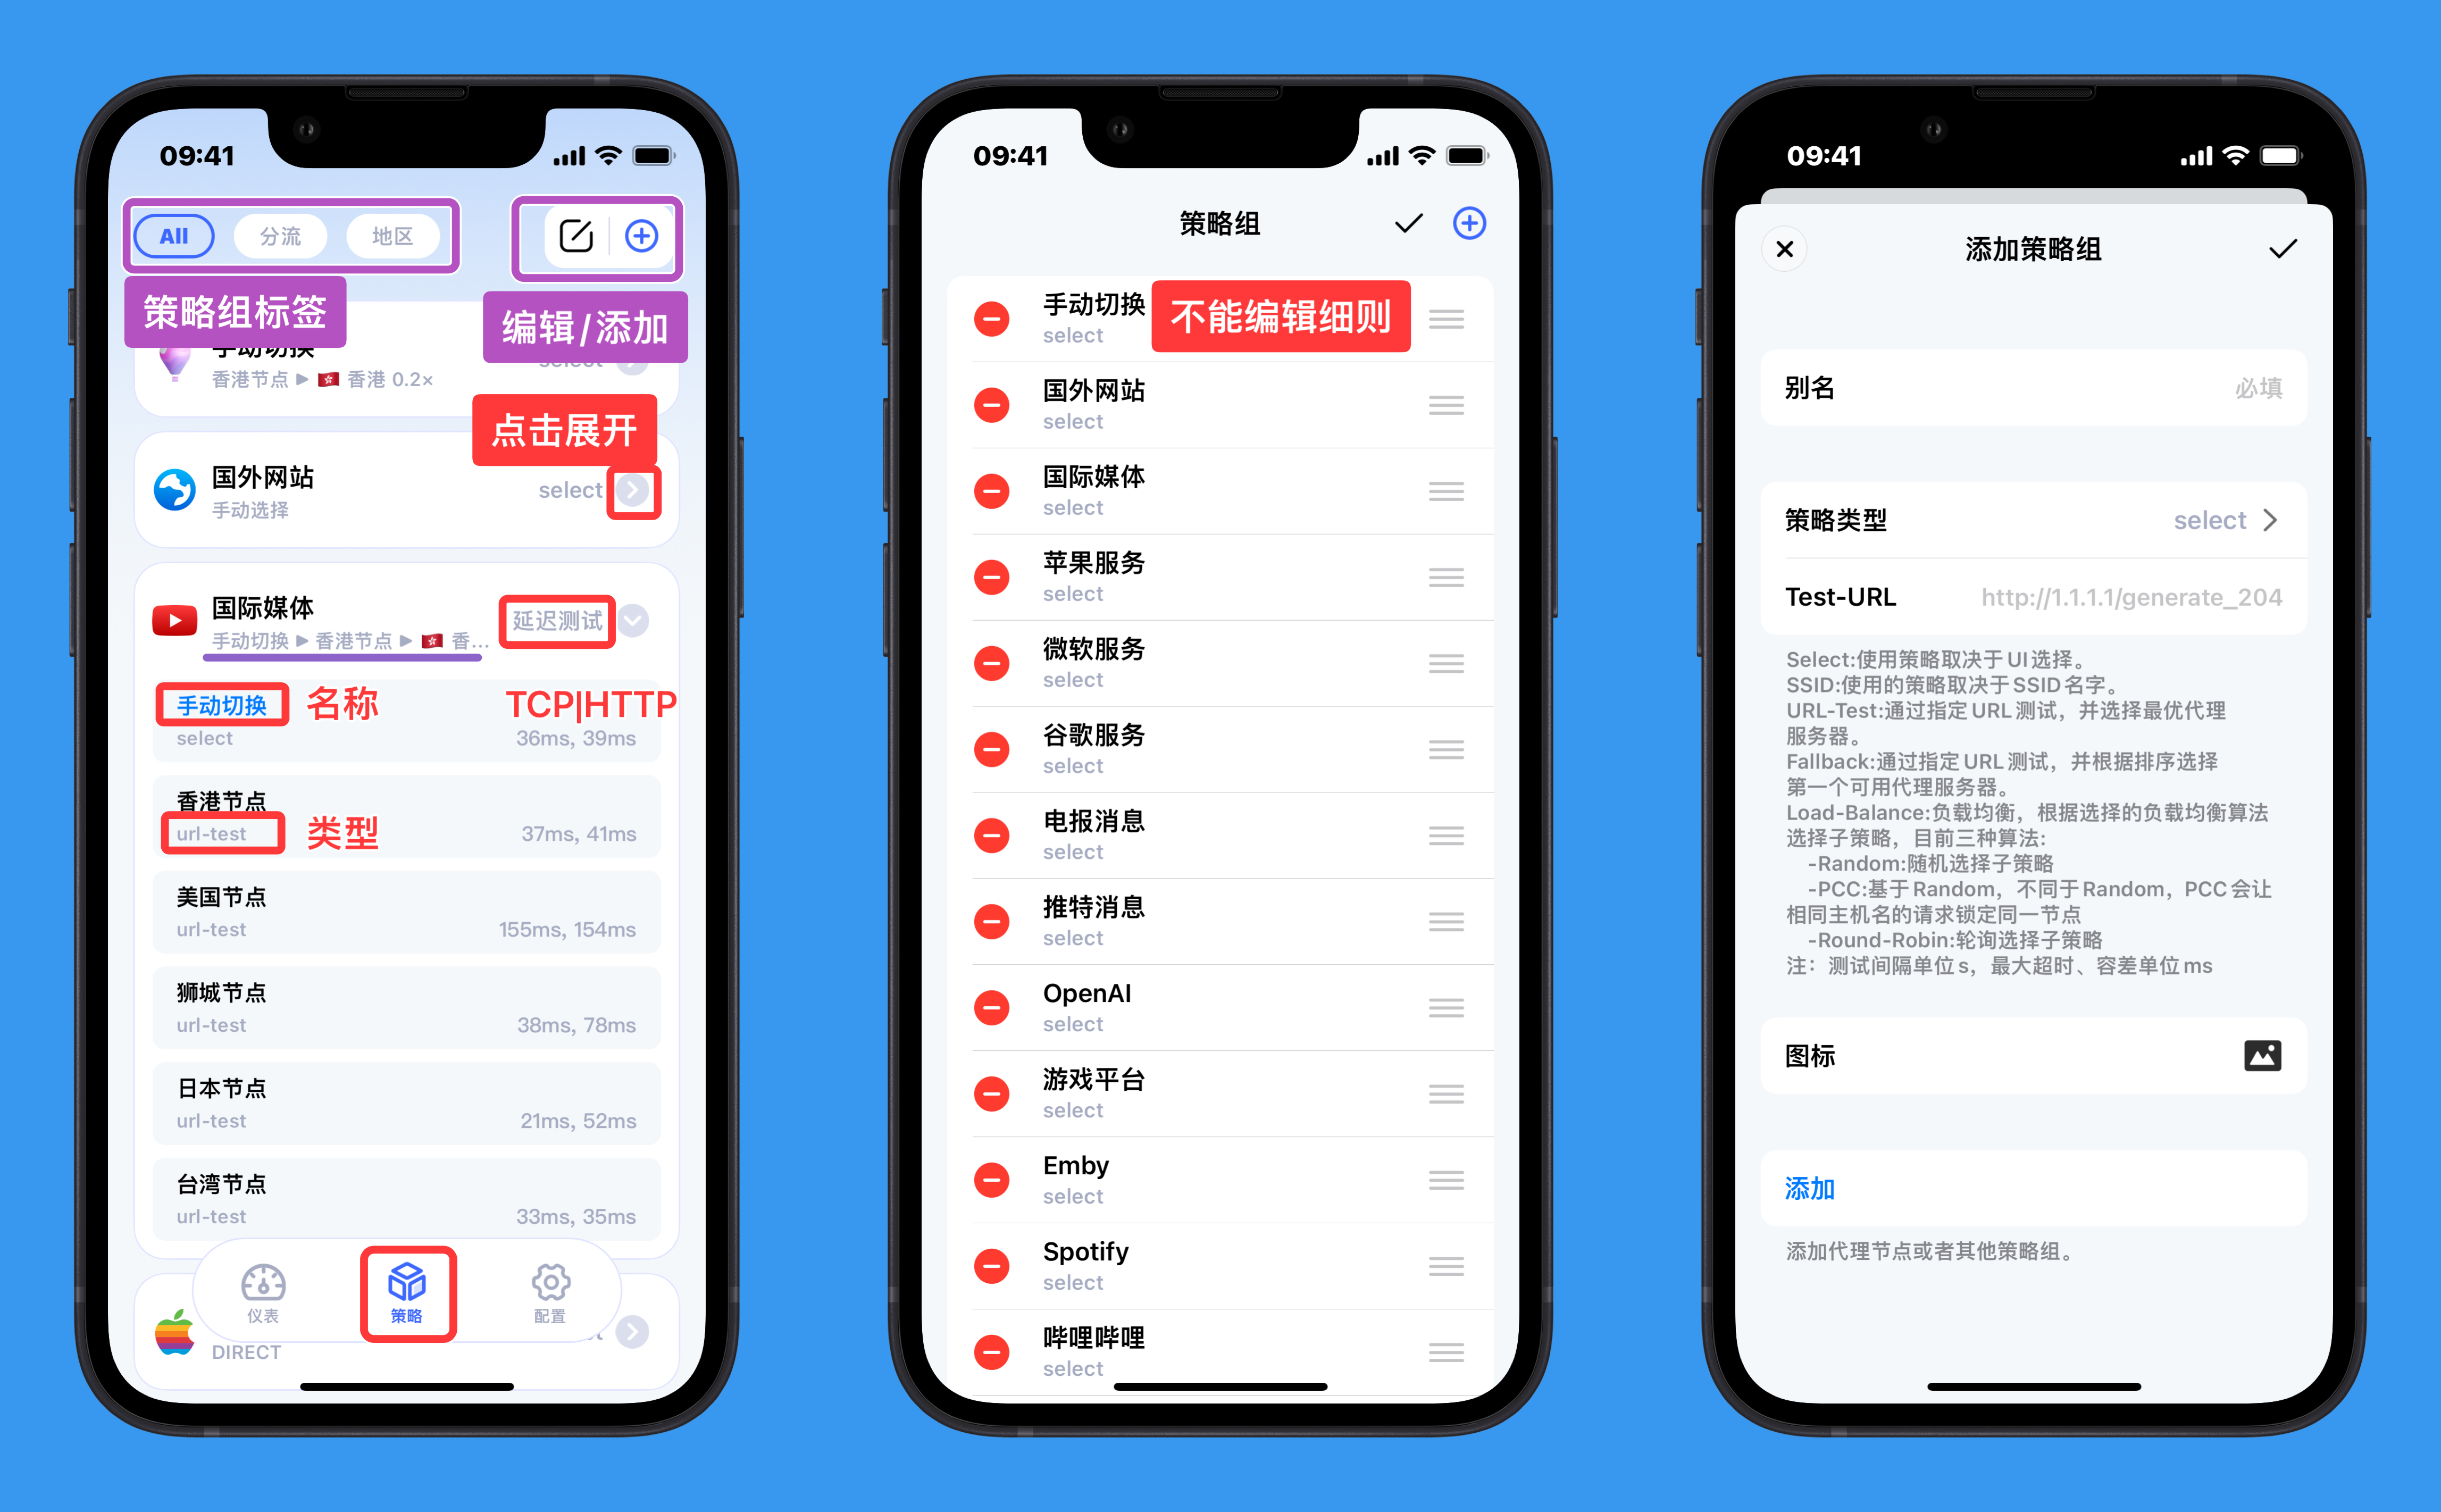 09:41
All
分流
地区
策略组标签
编辑/添加
手动切换
香港节点 ▶ 🇭🇰 香港 0.2×
select
点击展开
国外网站
手动选择
select
国际媒体
手动切换 ▶ 香港节点 ▶ 🇭🇰 香...
延迟测试
手动切换
名称
TCP|HTTP
select
36ms, 39ms
香港节点
url-test
类型
37ms, 41ms
美国节点
url-test
155ms, 154ms
狮城节点
url-test
38ms, 78ms
日本节点
url-test
21ms, 52ms
台湾节点
url-test
33ms, 35ms
仪表
策略
配置
DIRECT
09:41
策略组
手动切换
select
不能编辑细则
国外网站
select
国际媒体
select
苹果服务
select
微软服务
select
谷歌服务
select
电报消息
select
推特消息
select
OpenAI
select
游戏平台
select
Emby
select
Spotify
select
哔哩哔哩
select
09:41
添加策略组
别名
必填
策略类型
select
Test-URL
http://1.1.1.1/generate_204
Select:使用策略取决于UI选择。
SSID:使用的策略取决于SSID名字。
URL-Test:通过指定URL测试，并选择最优代理
服务器。
Fallback:通过指定URL测试，并根据排序选择
第一个可用代理服务器。
Load-Balance:负载均衡，根据选择的负载均衡算法
选择子策略，目前三种算法:
-Random:随机选择子策略
-PCC:基于Random，不同于Random，PCC会让
相同主机名的请求锁定同一节点
-Round-Robin:轮询选择子策略
注：测试间隔单位s，最大超时、容差单位ms
图标
添加
添加代理节点或者其他策略组。